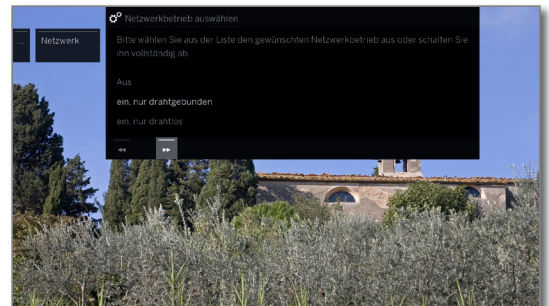 Netzwerkbetrieb auswählen
... Netzwerk
Bitte wählen Sie aus der Liste den gewünschten Netzwerkbetrieb aus oder schalten Sie
ihn vollständig ab.
Aus
ein, nur drahtgebunden
ein, nur drahtlos